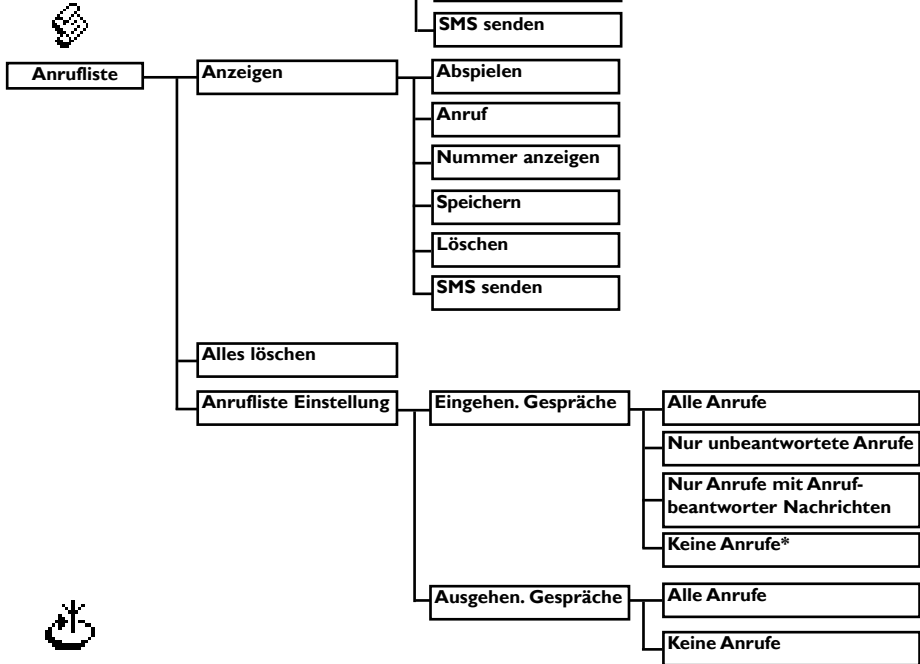 SMS senden
Anrufliste
Anzeigen
Abspielen
Anruf
Nummer anzeigen
Speichern
Löschen
SMS senden
Alles löschen
Anrufliste Einstellung
Eingehen. Gespräche
Alle Anrufe
Nur unbeantwortete Anrufe
Nur Anrufe mit Anruf-
beantworter Nachrichten
Keine Anrufe*
Ausgehen. Gespräche
Alle Anrufe
Keine Anrufe